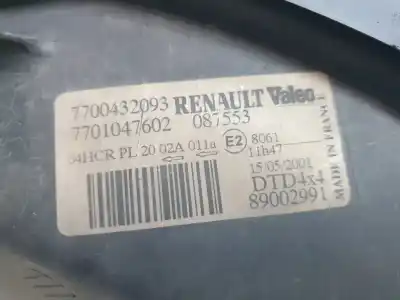 7700432093 RENAULT Valeo
7701047602 087553
04HCR PL 20 02A 011a E2 8061
11h47
15/05/2001
DTD4x4
89002991
MADE IN FRANCE